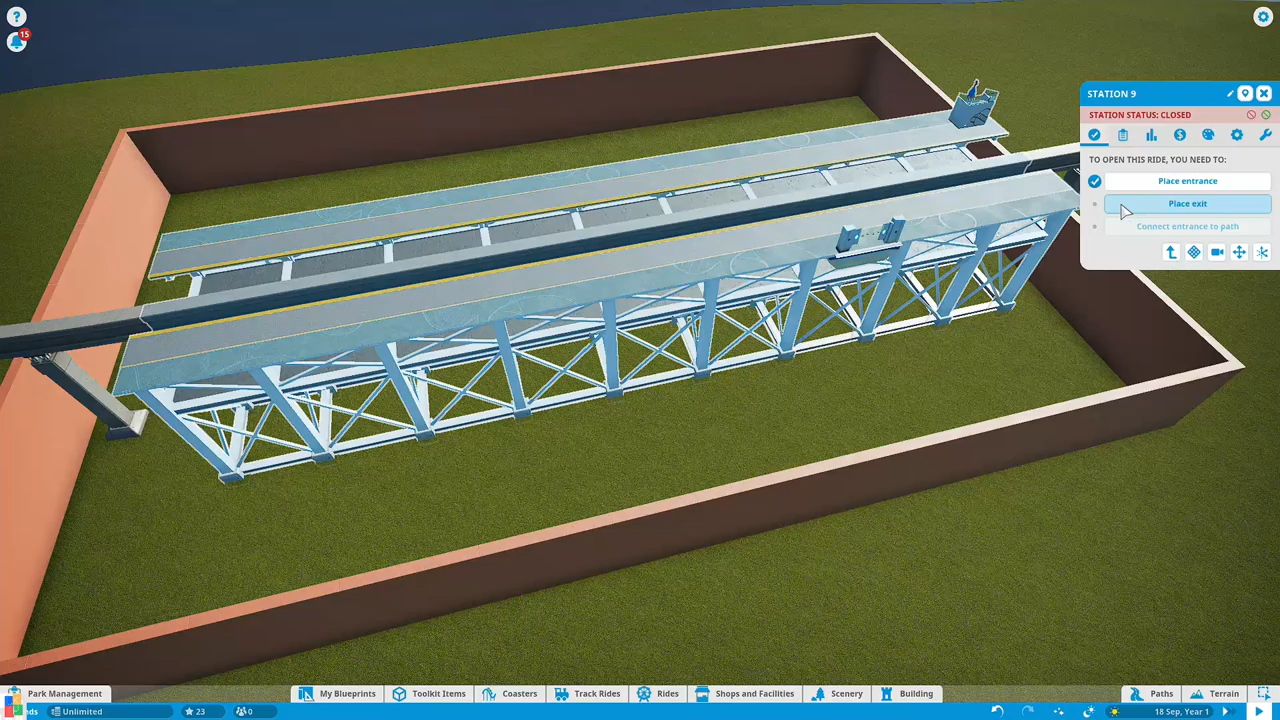 ?
15
STATION 9
STATION STATUS: CLOSED
TO OPEN THIS RIDE, YOU NEED TO:
Place entrance
Place exit
Connect entrance to path
Park Management
My Blueprints
Toolkit Items
Coasters
Track Rides
Rides
Shops and Facilities
Scenery
Building
Paths
Terrain
nds
Unlimited
23
0
18 Sep, Year 1